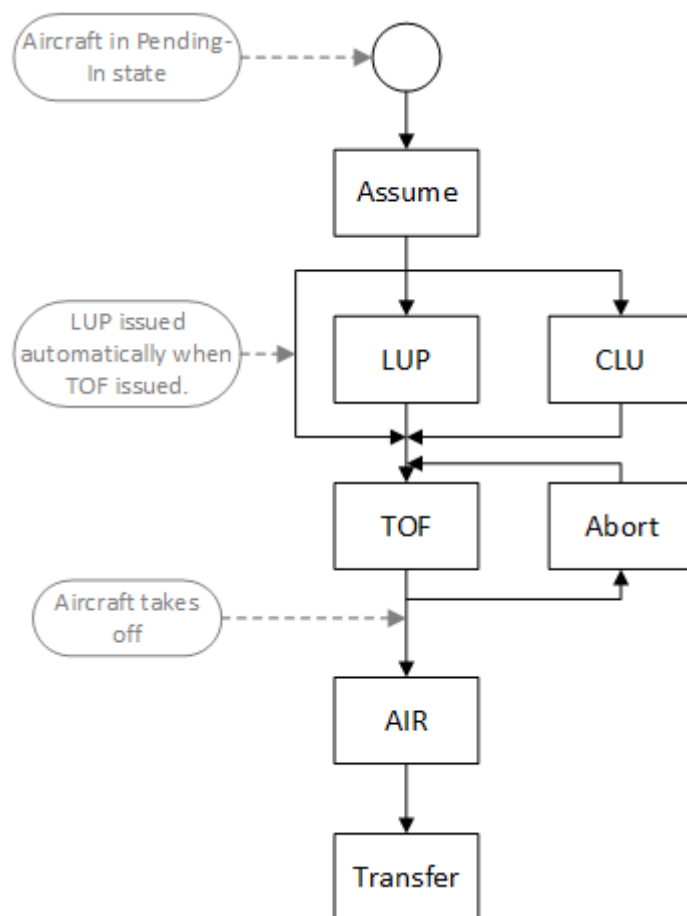 Aircraft in Pending-
In state
Assume
LUP issued
automatically when
TOF issued.
LUP
CLU
TOF
Abort
Aircraft takes
off
AIR
Transfer